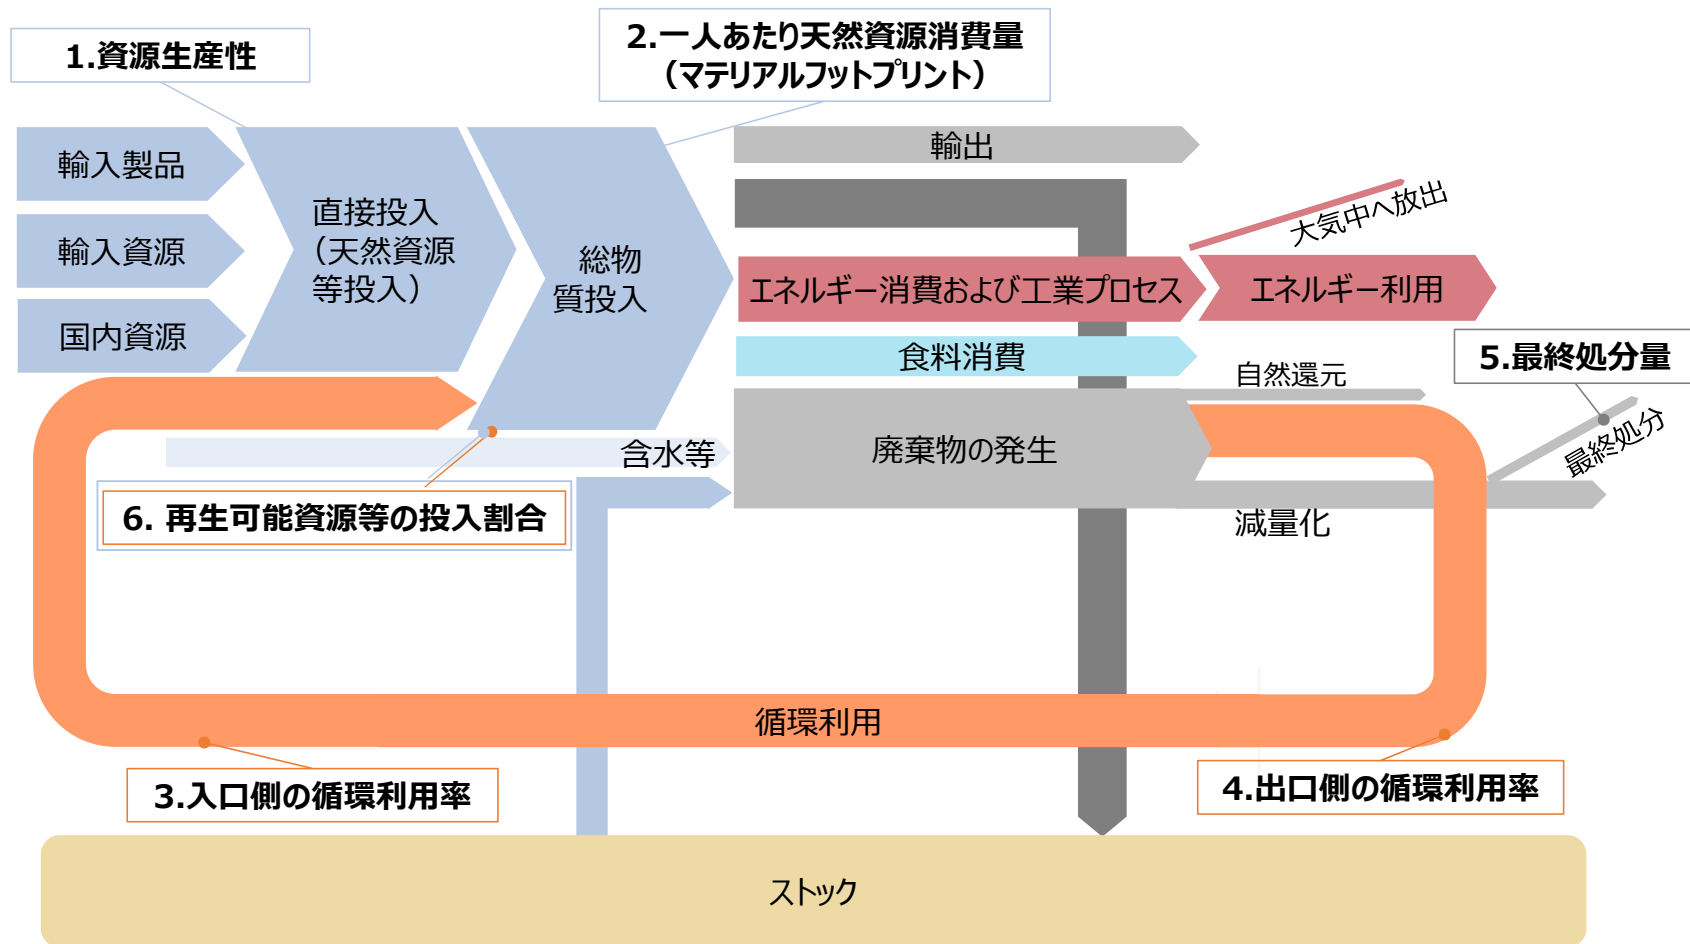 1.資源生産性
2.一人あたり天然資源消費量
（マテリアルフットプリント）
輸入製品
輸入資源
国内資源
直接投入
（天然資源
等投入）
総物
質投入
輸出
大気中へ放出
エネルギー消費および工業プロセス
エネルギー利用
食料消費
5.最終処分量
自然還元
最終処分
含水等
廃棄物の発生
6. 再生可能資源等の投入割合
減量化
循環利用
3.入口側の循環利用率
4.出口側の循環利用率
ストック